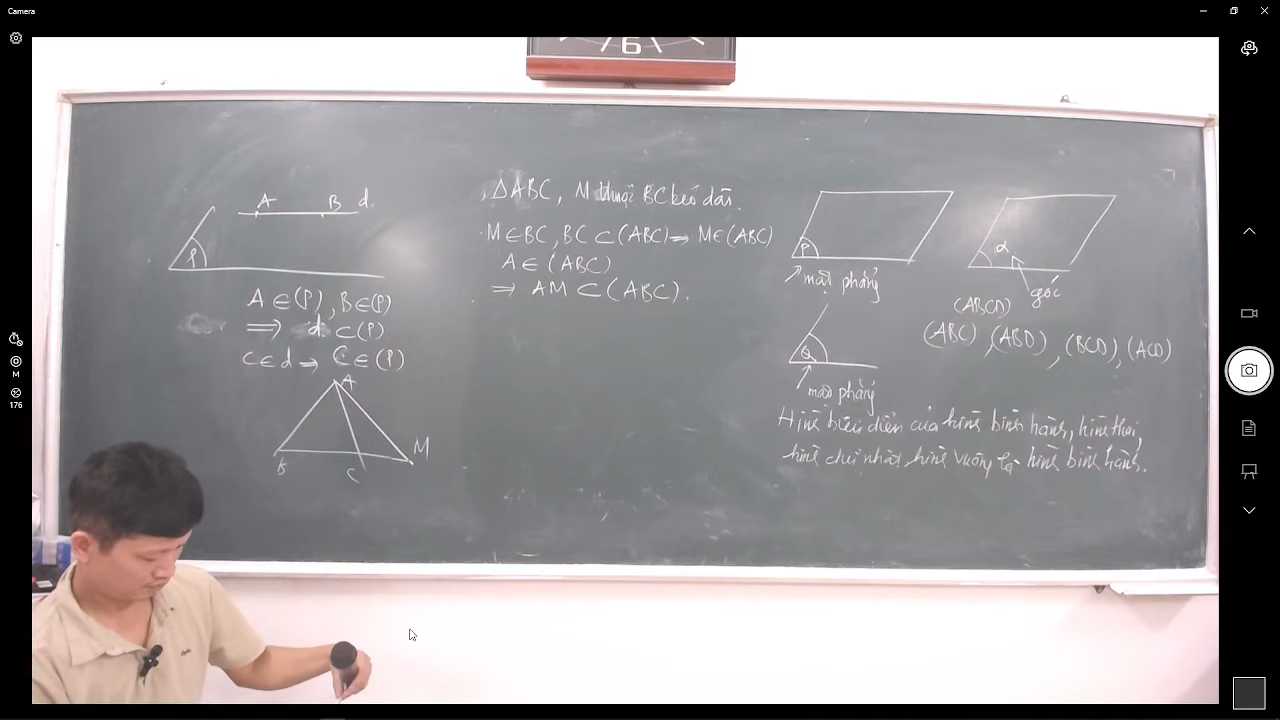 Camera
6
A B d
P
A ∈ (P), B ∈ (P)
⟹ d ⊂ (P)
C ∈ d → C ∈ (P)
A
B C M
ΔABC, M thuộc BC kéo dài.
M ∈ BC, BC ⊂ (ABC) → M ∈ (ABC)
A ∈ (ABC)
⟹ AM ⊂ (ABC).
P
mặt phẳng
α
góc
(ABCD)
(ABC), (ABD), (BCD), (ACD)
Q
mặt phẳng
Hình biểu diễn của hình bình hành, hình thoi,
hình chữ nhật, hình vuông là hình bình hành.
M
176